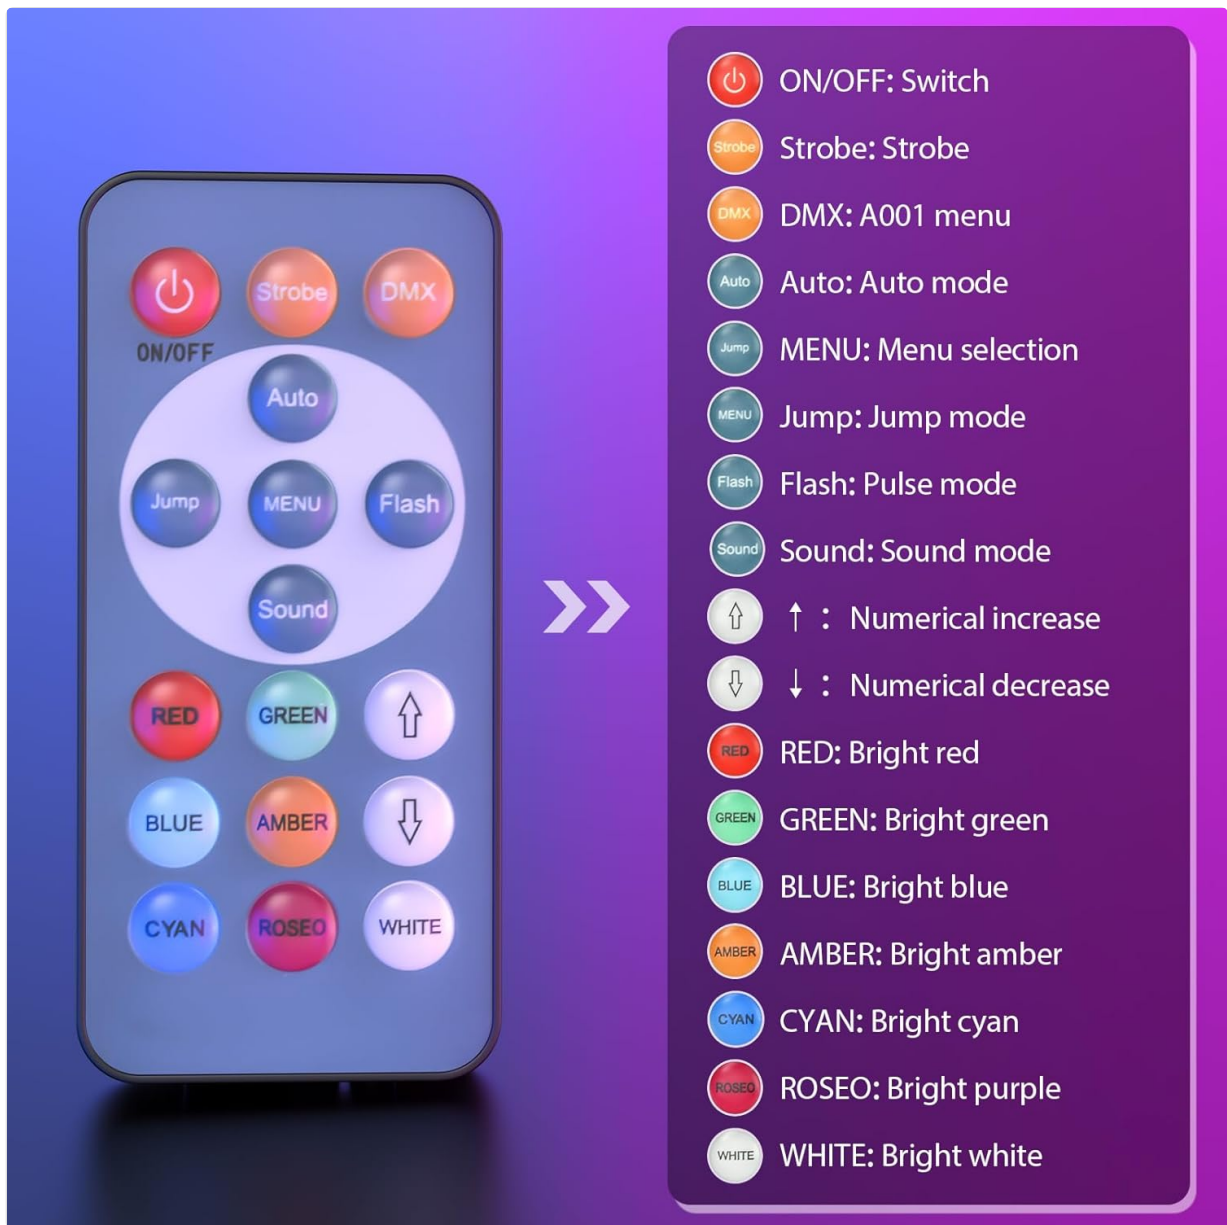 Strobe
DMX
ON/OFF
Auto
Jump
MENU
Flash
Sound
RED
GREEN
BLUE
AMBER
CYAN
ROSEO
WHITE
ON/OFF: Switch
Strobe
Strobe: Strobe
DMX
DMX: A001 menu
Auto
Auto: Auto mode
Jump
MENU: Menu selection
MENU
Jump: Jump mode
Flash
Flash: Pulse mode
Sound
Sound: Sound mode
↑ : Numerical increase
↓ : Numerical decrease
RED
RED: Bright red
GREEN
GREEN: Bright green
BLUE
BLUE: Bright blue
AMBER
AMBER: Bright amber
CYAN
CYAN: Bright cyan
ROSEO
ROSEO: Bright purple
WHITE
WHITE: Bright white